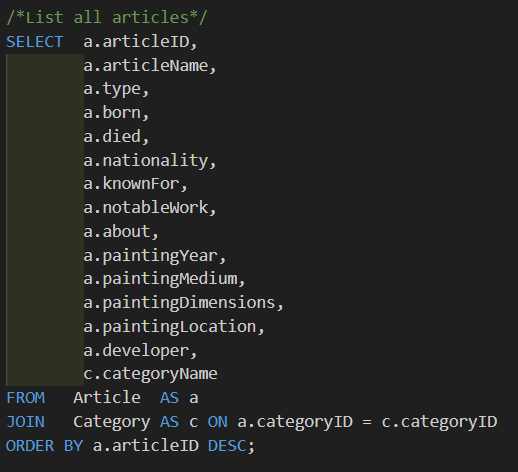 /*List all articles*/
SELECT  a.articleID,
        a.articleName,
        a.type,
        a.born,
        a.died,
        a.nationality,
        a.knownFor,
        a.notableWork,
        a.about,
        a.paintingYear,
        a.paintingMedium,
        a.paintingDimensions,
        a.paintingLocation,
        a.developer,
        c.categoryName
FROM   Article  AS a
JOIN   Category AS c ON a.categoryID = c.categoryID
ORDER BY a.articleID DESC;